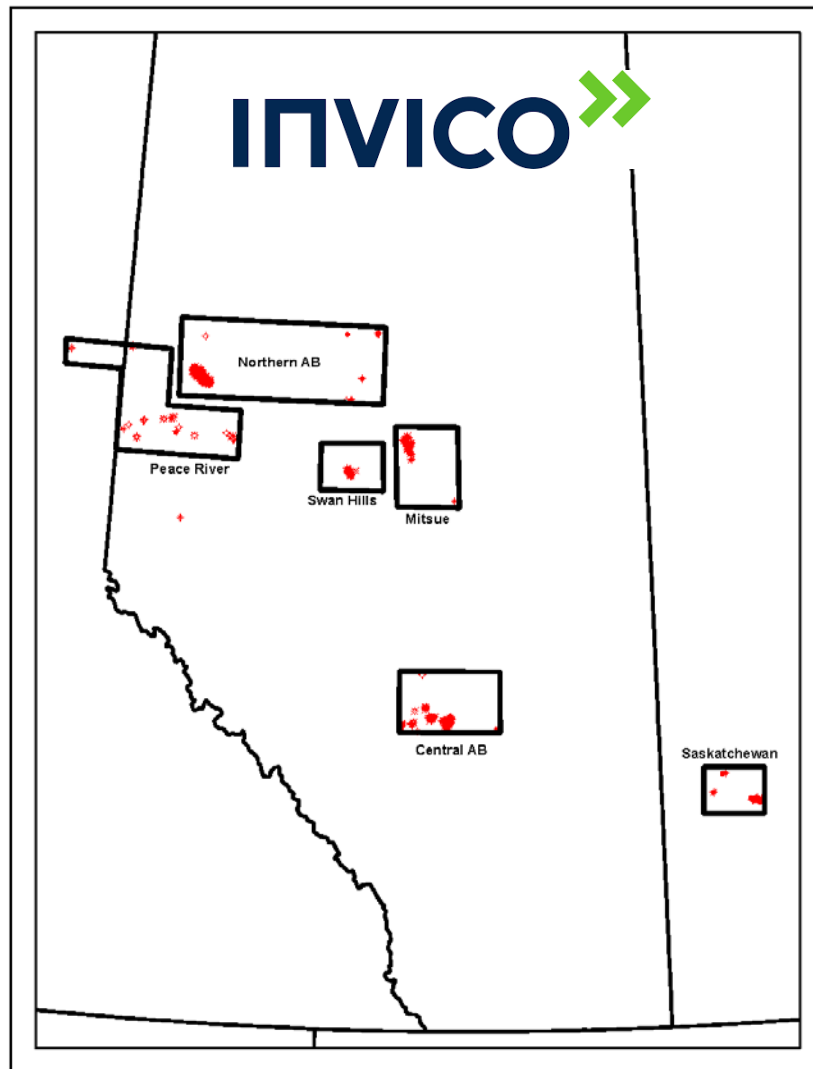 INVICO
Northern AB
Peace River
Swan Hills
Mitsue
Central AB
Saskatchewan